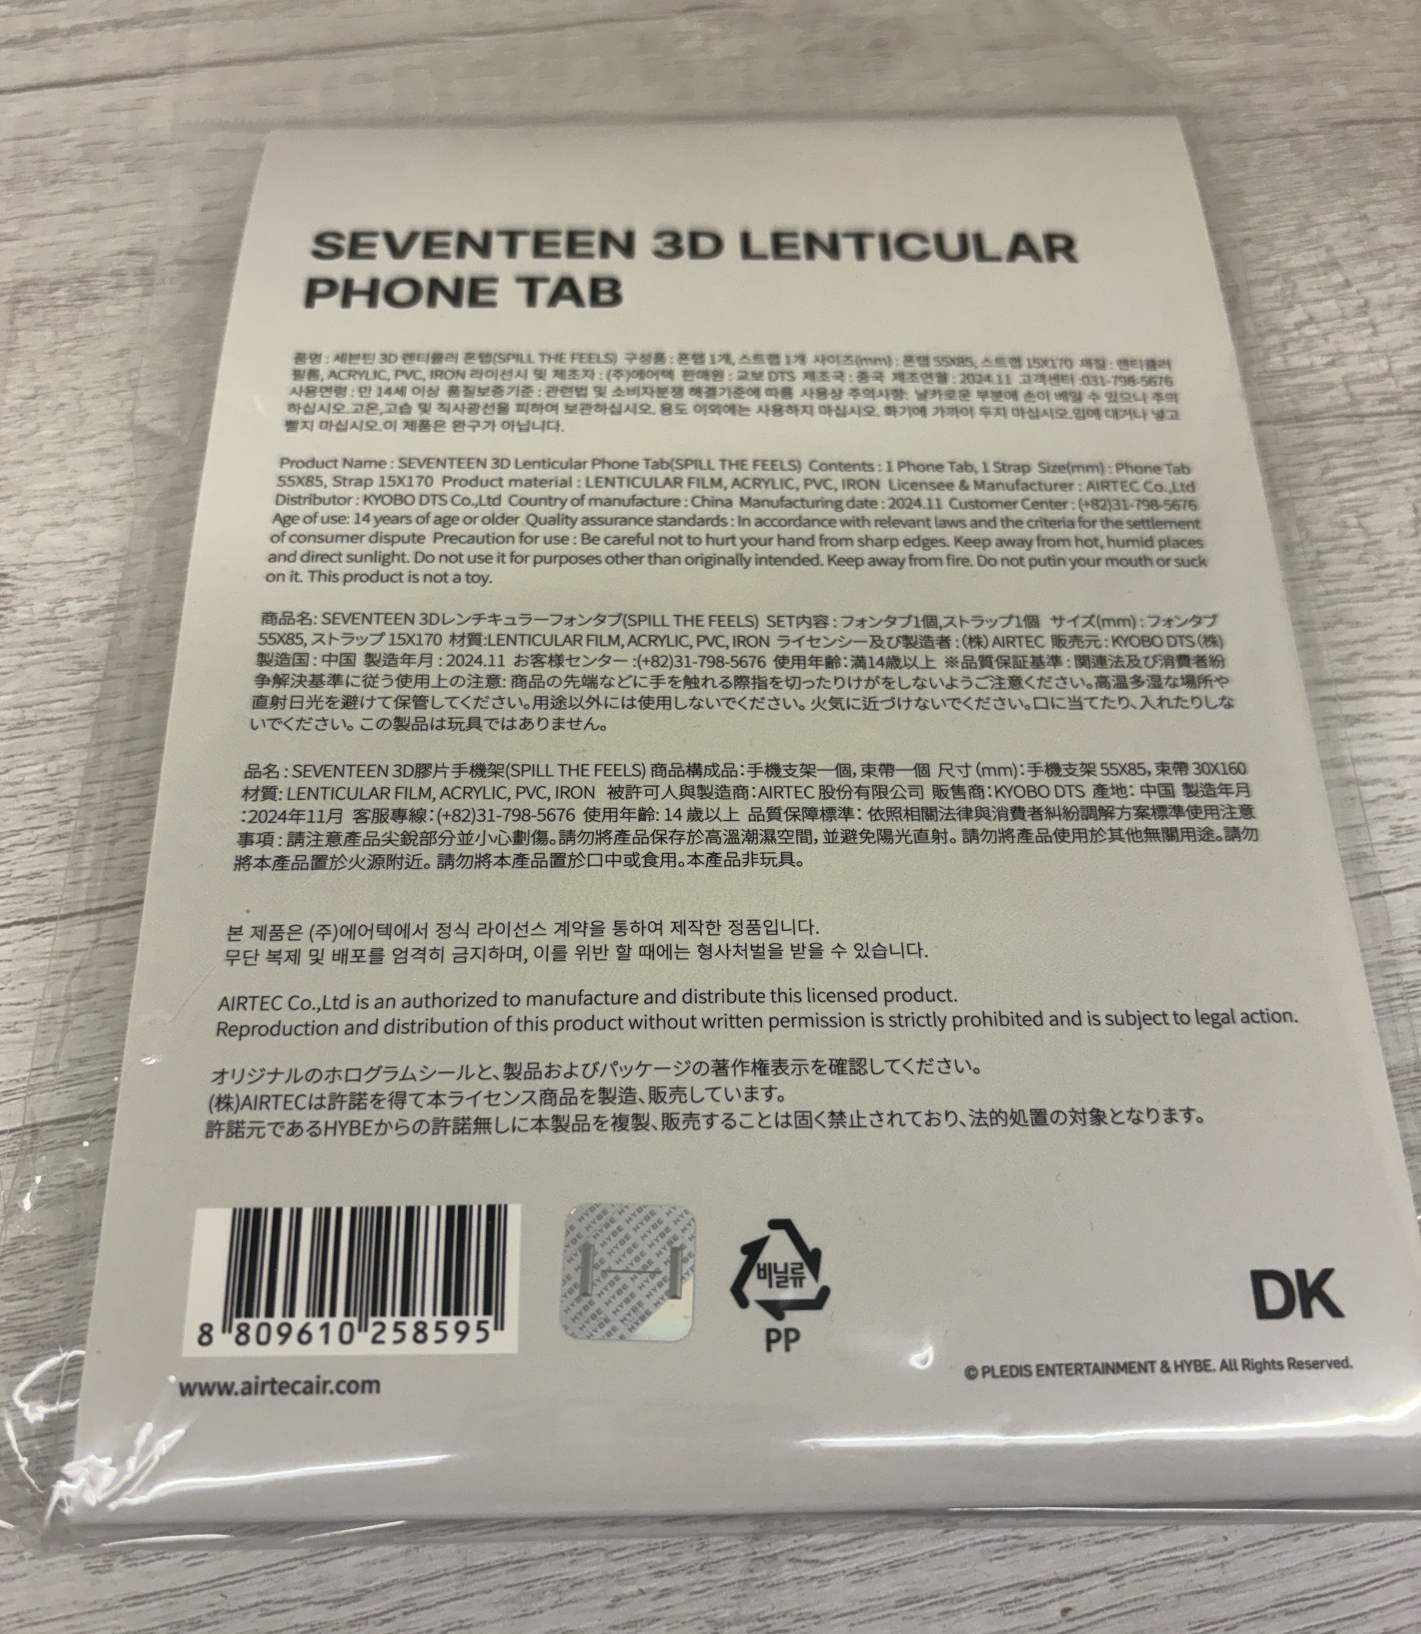 SEVENTEEN 3D LENTICULAR
PHONE TAB
품명 : 세븐틴 3D 렌티큘러 폰탭(SPILL THE FEELS) 구성품 : 폰탭 1개, 스트랩 1개 사이즈(mm) : 폰탭 55X85, 스트랩 15X170 재질 : 렌티큘러
필름, ACRYLIC, PVC, IRON 라이선시 및 제조자 : (주)에어텍 판매원 : 교보 DTS 제조국 : 중국 제조연월 : 2024.11 고객센터 :031-798-5676
사용연령 : 만 14세 이상 품질보증기준 : 관련법 및 소비자분쟁 해결기준에 따름 사용상 주의사항: 날카로운 부분에 손이 베일 수 있으니 주의
하십시오.고온,고습 및 직사광선을 피하여 보관하십시오. 용도 이외에는 사용하지 마십시오. 화기에 가까이 두지 마십시오.입에 대거나 넣고
빨지 마십시오.이 제품은 완구가 아닙니다.
Product Name : SEVENTEEN 3D Lenticular Phone Tab(SPILL THE FEELS) Contents : 1 Phone Tab, 1 Strap Size(mm) : Phone Tab
55X85, Strap 15X170 Product material : LENTICULAR FILM, ACRYLIC, PVC, IRON Licensee & Manufacturer : AIRTEC Co.,Ltd
Distributor : KYOBO DTS Co.,Ltd Country of manufacture : China Manufacturing date : 2024.11 Customer Center : (+82)31-798-5676
Age of use: 14 years of age or older Quality assurance standards : In accordance with relevant laws and the criteria for the settlement
of consumer dispute Precaution for use : Be careful not to hurt your hand from sharp edges. Keep away from hot, humid places
and direct sunlight. Do not use it for purposes other than originally intended. Keep away from fire. Do not putin your mouth or suck
on it. This product is not a toy.
商品名: SEVENTEEN 3Dレンチキュラーフォンタブ(SPILL THE FEELS) SET内容 : フォンタブ1個,ストラップ1個 サイズ(mm) : フォンタブ
55X85, ストラップ 15X170 材質:LENTICULAR FILM, ACRYLIC, PVC, IRON ライセンシー及び製造者 : (株) AIRTEC 販売元 : KYOBO DTS (株)
製造国 : 中国 製造年月 : 2024.11 お客様センター :(+82)31-798-5676 使用年齢: 満14歳以上 ※品質保証基準 : 関連法及び消費者紛
争解決基準に従う使用上の注意: 商品の先端などに手を触れる際指を切ったりけがをしないようご注意ください。高温多湿な場所や
直射日光を避けて保管してください。用途以外には使用しないでください。火気に近づけないでください。口に当てたり、入れたりしな
いでください。この製品は玩具ではありません。
品名 : SEVENTEEN 3D膠片手機架(SPILL THE FEELS) 商品構成品：手機支架一個, 束帶一個 尺寸 (mm)：手機支架 55X85, 束帶 30X160
材質: LENTICULAR FILM, ACRYLIC, PVC, IRON 被許可人與製造商：AIRTEC 股份有限公司 販售商：KYOBO DTS 產地: 中国 製造年月
:2024年11月 客服專線：(+82)31-798-5676 使用年齡: 14 歲以上 品質保障標準: 依照相關法律與消費者糾紛調解方案標準使用注意
事項 : 請注意產品尖銳部分並小心劃傷。請勿將產品保存於高溫潮濕空間, 並避免陽光直射。請勿將產品使用於其他無關用途。請勿
將本產品置於火源附近。請勿將本產品置於口中或食用。本產品非玩具。
본 제품은 (주)에어텍에서 정식 라이선스 계약을 통하여 제작한 정품입니다.
무단 복제 및 배포를 엄격히 금지하며, 이를 위반 할 때에는 형사처벌을 받을 수 있습니다.
AIRTEC Co.,Ltd is an authorized to manufacture and distribute this licensed product.
Reproduction and distribution of this product without written permission is strictly prohibited and is subject to legal action.
オリジナルのホログラムシールと、製品およびパッケージの著作権表示を確認してください。
(株)AIRTECは許諾を得て本ライセンス商品を製造、販売しています。
許諾元であるHYBEからの許諾無しに本製品を複製、販売することは固く禁止されており、法的処置の対象となります。
8 809610 258595
HYBE
비닐류
PP
DK
www.airtecair.com
© PLEDIS ENTERTAINMENT & HYBE. All Rights Reserved.